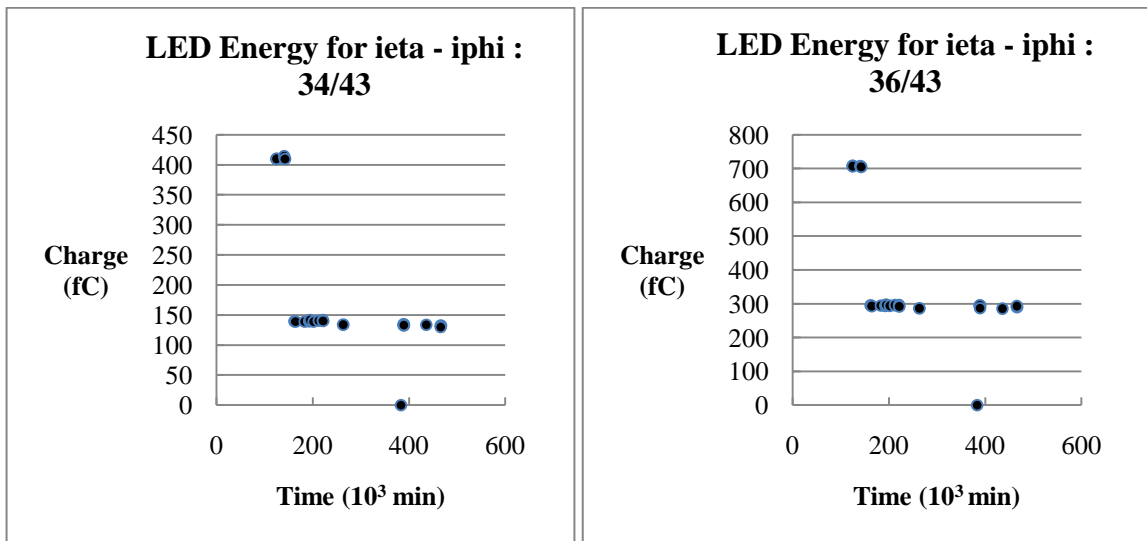 LED Energy for ieta - iphi :
34/43
450
400
350
300
250
200
150
100
50
0
Charge
(fC)
0 200 400 600
Time (10³ min)
LED Energy for ieta - iphi :
36/43
800
700
600
500
400
300
200
100
0
Charge
(fC)
0 200 400 600
Time (10³ min)